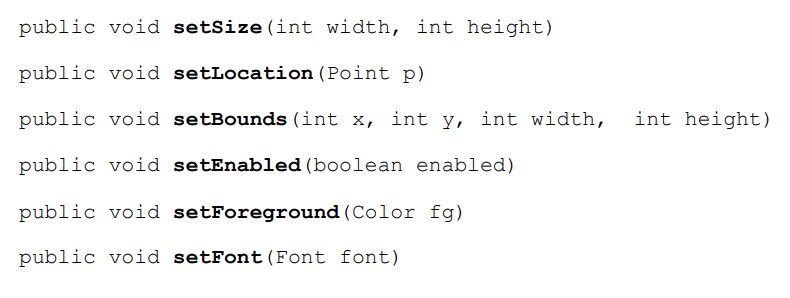 public void setSize(int width, int height)
public void setLocation(Point p)
public void setBounds(int x, int y, int width,  int height)
public void setEnabled(boolean enabled)
public void setForeground(Color fg)
public void setFont(Font font)